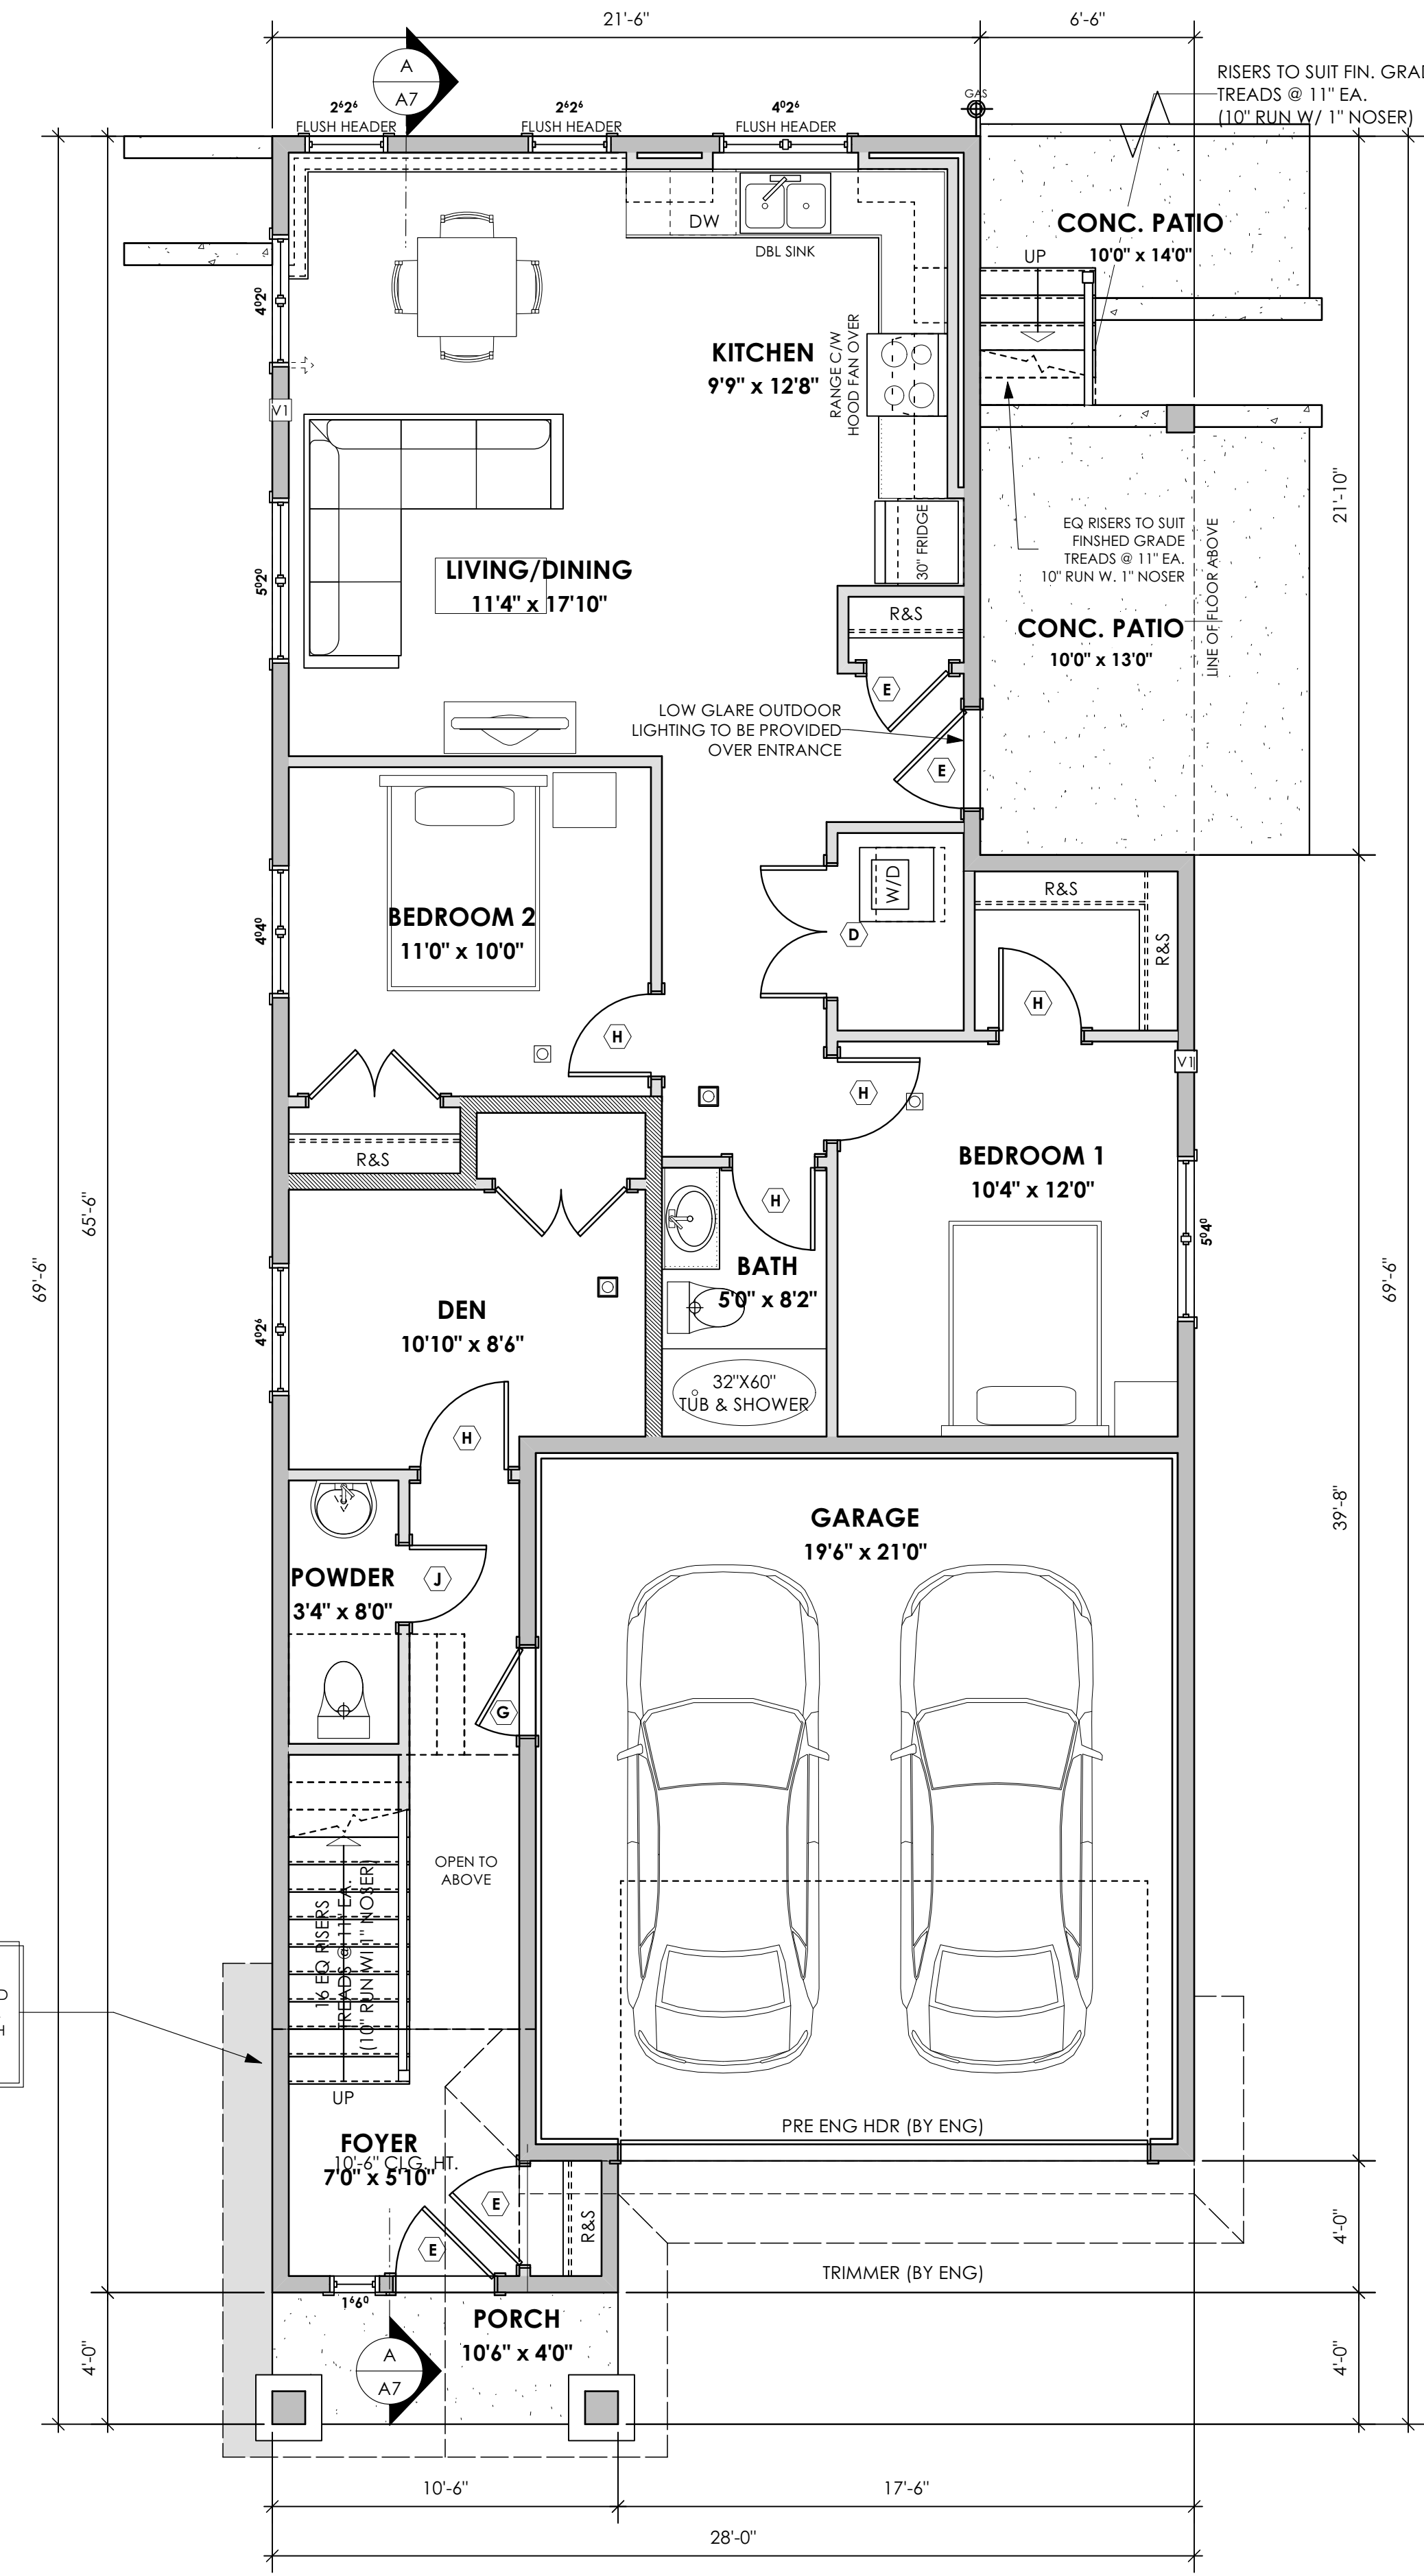 21'-6"
6'-6"
A
A7
RISERS TO SUIT FIN. GRAD
TREADS @ 11" EA.
(10" RUN W/ 1" NOSER)
GAS
2⁶2⁶
FLUSH HEADER
2⁶2⁶
FLUSH HEADER
4⁰2⁶
FLUSH HEADER
DW
DBL SINK
CONC. PATIO
10'0" x 14'0"
UP
4⁰2⁰
KITCHEN
9'9" x 12'8"
RANGE C/W
HOOD FAN OVER
V1
21'-10"
30" FRIDGE
EQ RISERS TO SUIT
FINSHED GRADE
TREADS @ 11" EA.
10" RUN W. 1" NOSER
LINE OF FLOOR ABOVE
5⁰2⁰
LIVING/DINING
11'4" x 17'10"
R&S
CONC. PATIO
10'0" x 13'0"
E
LOW GLARE OUTDOOR
LIGHTING TO BE PROVIDED
OVER ENTRANCE
E
W/D
R&S
R&S
4⁰4⁰
BEDROOM 2
11'0" x 10'0"
D
H
H
V1
H
R&S
BEDROOM 1
10'4" x 12'0"
H
65'-6"
69'-6"
5⁰4⁰
69'-6"
BATH
5'0" x 8'2"
4⁰2⁶
DEN
10'10" x 8'6"
32"X60"
TUB & SHOWER
H
GARAGE
19'6" x 21'0"
39'-8"
POWDER
3'4" x 8'0"
J
G
OPEN TO
ABOVE
16 EQ RISERS
TREADS @ 11" EA.
(10" RUN WI 1" NOSER)
D
H
UP
PRE ENG HDR (BY ENG)
FOYER
10'-6" CLG. HT.
7'0" x 5'10"
E
R&S
4'-0"
E
TRIMMER (BY ENG)
1⁶6⁰
PORCH
10'6" x 4'0"
A
A7
4'-0"
4'-0"
10'-6"
17'-6"
28'-0"